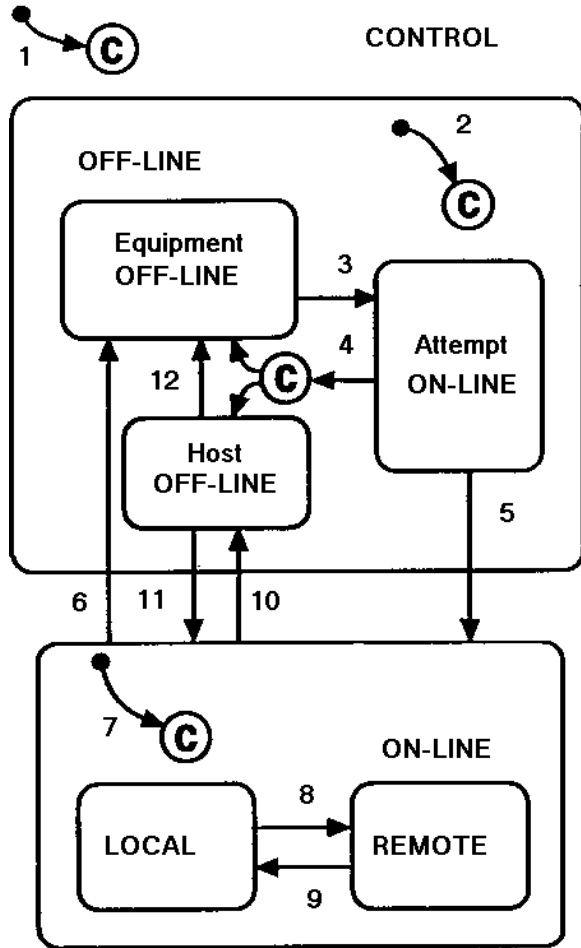 1
C
CONTROL
2
OFF-LINE
C
Equipment
OFF-LINE
3
4
Attempt
ON-LINE
12
C
Host
OFF-LINE
5
6
11
10
7
C
ON-LINE
LOCAL
8
REMOTE
9